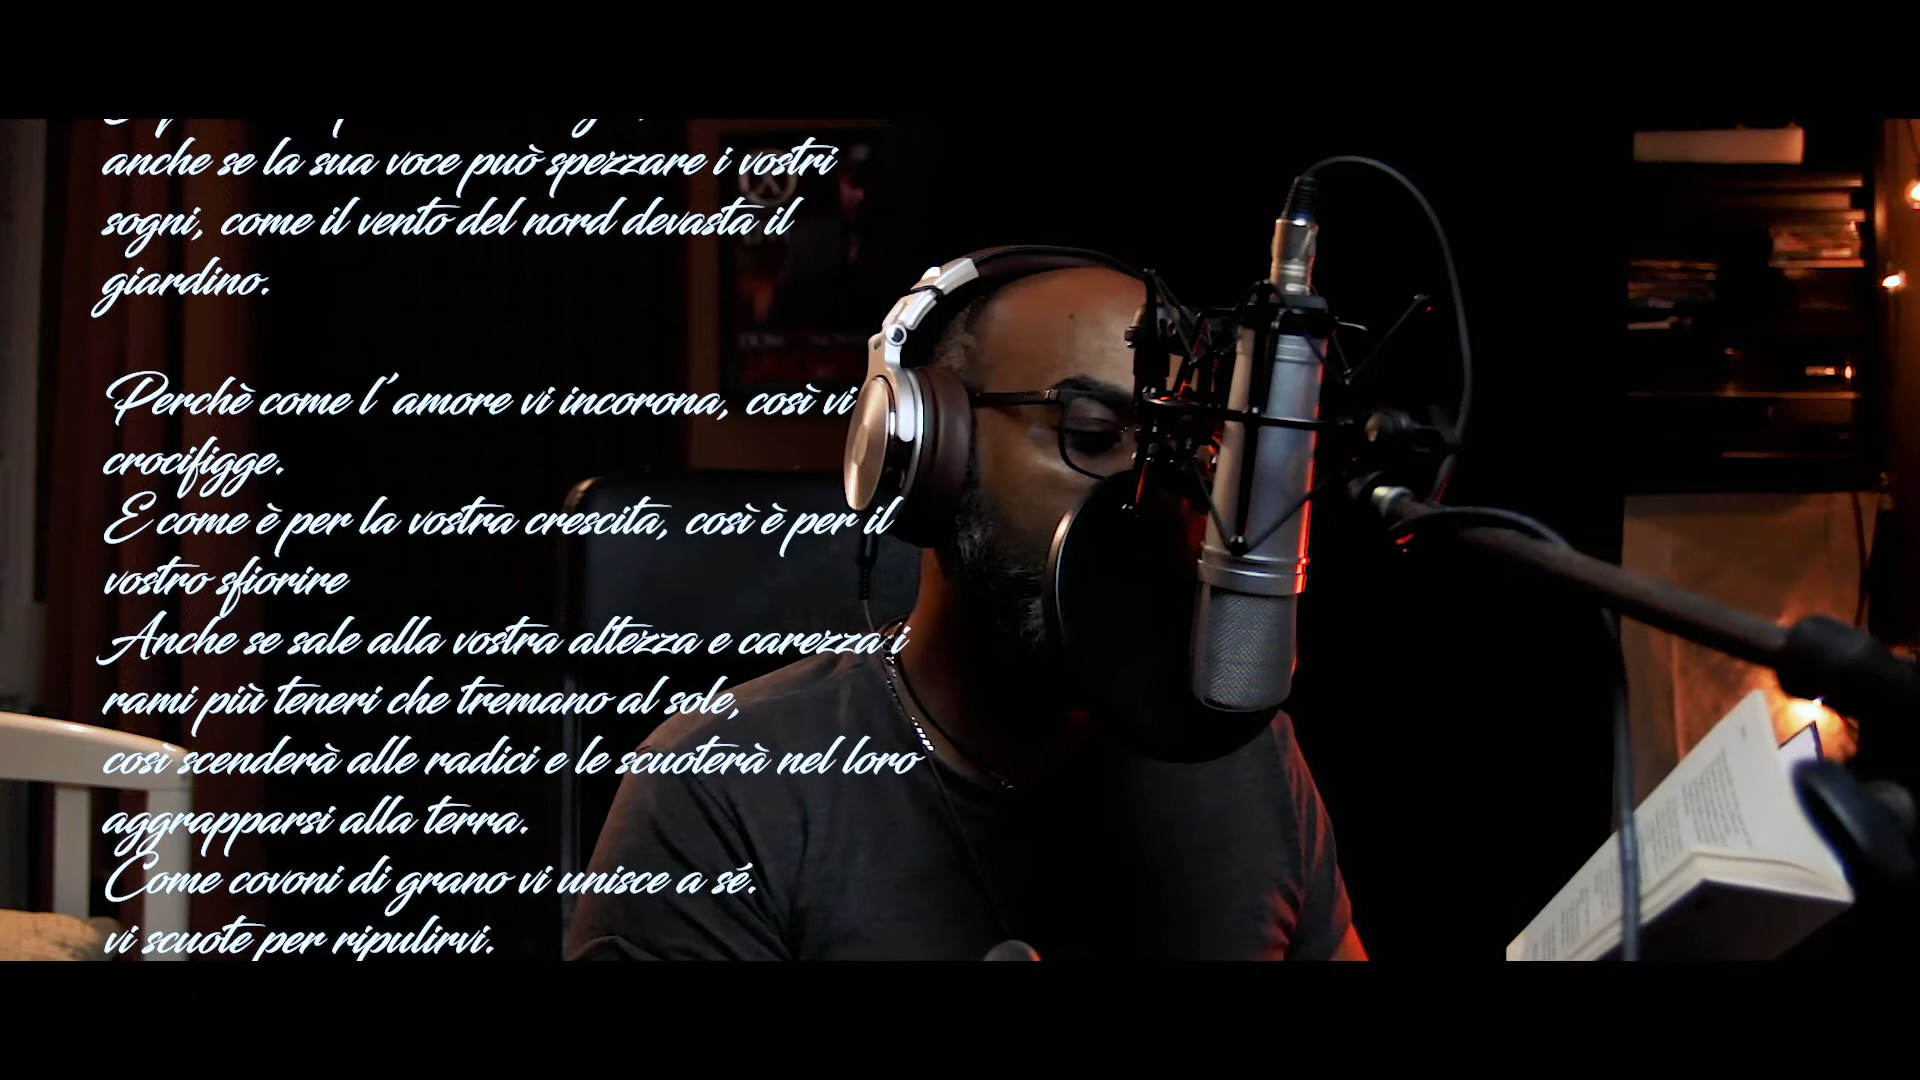 anche se la sua voce può spezzare i vostri
sogni, come il vento del nord devasta il
giardino.
Perchè come l'amore vi incorona, così vi
crocifigge.
E come è per la vostra crescita, così è per il
vostro sfiorire
Anche se sale alla vostra altezza e carezza i
rami più teneri che tremano al sole,
così scenderà alle radici e le scuoterà nel loro
aggrapparsi alla terra.
Come covoni di grano vi unisce a sé.
vi scuote per ripulirvi.